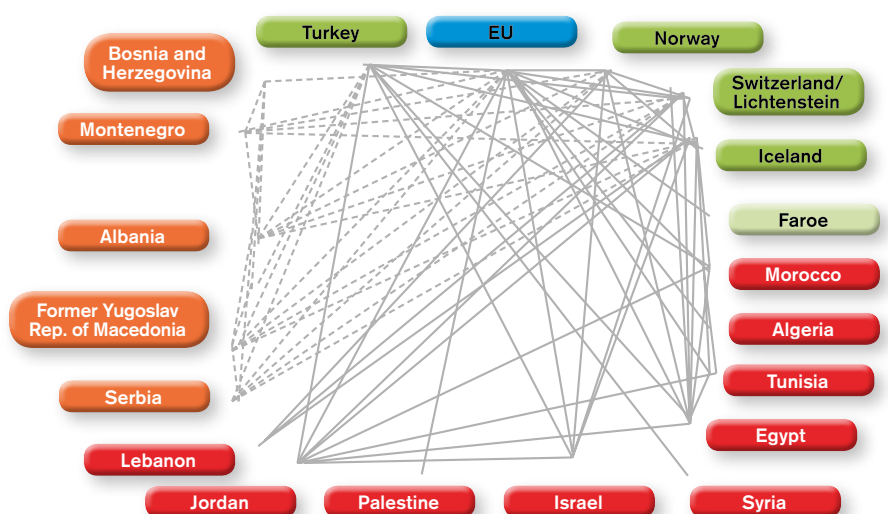 Turkey
EU
Norway
Bosnia and
Herzegovina
Switzerland/
Liechtenstein
Montenegro
Iceland
Faroe
Albania
Morocco
Former Yugoslav
Rep. of Macedonia
Algeria
Tunisia
Serbia
Egypt
Lebanon
Jordan
Palestine
Israel
Syria